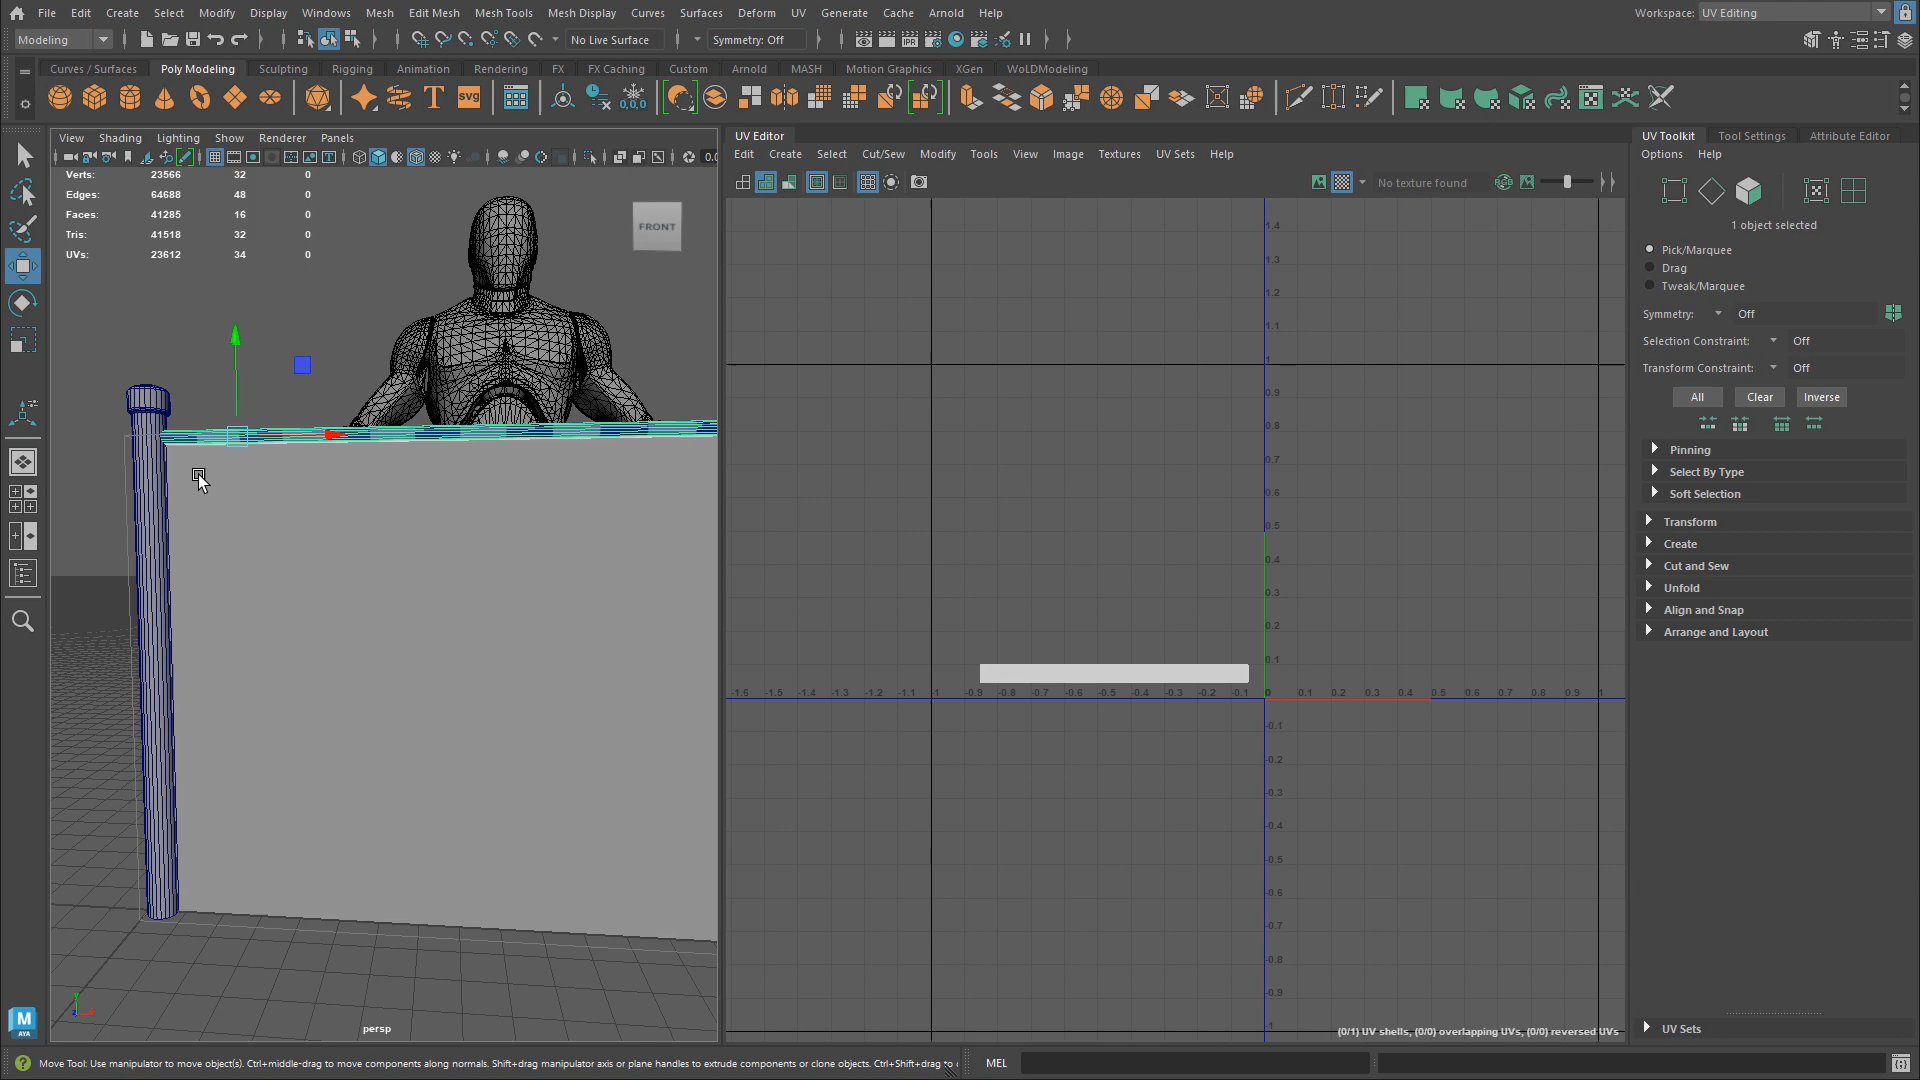 File Edit Create Select Modify Display Windows Mesh Edit Mesh Mesh Tools Mesh Display Curves Surfaces Deform UV Generate Cache Arnold Help Workspace: UV Editing
Modeling No Live Surface Symmetry: Off IPR
Curves / Surfaces Poly Modeling Sculpting Rigging Animation Rendering FX FX Caching Custom Arnold MASH Motion Graphics XGen WoLDModeling
T svg 0,0,0
View Shading Lighting Show Renderer Panels
0.0
Verts: 23566 32 0
Edges: 64688 48 0
Faces: 41285 16 0
Tris: 41518 32 0
UVs: 23612 34 0
FRONT
y
persp
UV Editor
Edit Create Select Cut/Sew Modify Tools View Image Textures UV Sets Help
No texture found RGB
1.4
1.3
1.2
1.1
1
0.9
0.8
0.7
0.6
0.5
0.4
0.3
0.2
0.1
-1.6 -1.5 -1.4 -1.3 -1.2 -1.1 -1 -0.9 -0.8 -0.7 -0.6 -0.5 -0.4 -0.3 -0.2 -0.1 0 0.1 0.2 0.3 0.4 0.5 0.6 0.7 0.8 0.9 1
-0.1
-0.2
-0.3
-0.4
-0.5
-0.6
-0.7
-0.8
-0.9
-1
(0/1) UV shells, (0/0) overlapping UVs, (0/0) reversed UVs
UV Toolkit Tool Settings Attribute Editor
Options Help
1 object selected
Pick/Marquee
Drag
Tweak/Marquee
Symmetry: Off
Selection Constraint: Off
Transform Constraint: Off
All Clear Inverse
Pinning
Select By Type
Soft Selection
Transform
Create
Cut and Sew
Unfold
Align and Snap
Arrange and Layout
UV Sets
M
AYA
Move Tool: Use manipulator to move object(s). Ctrl+middle-drag to move components along normals. Shift+drag manipulator axis or plane handles to extrude components or clone objects. Ctrl+Shift+drag to c
MEL